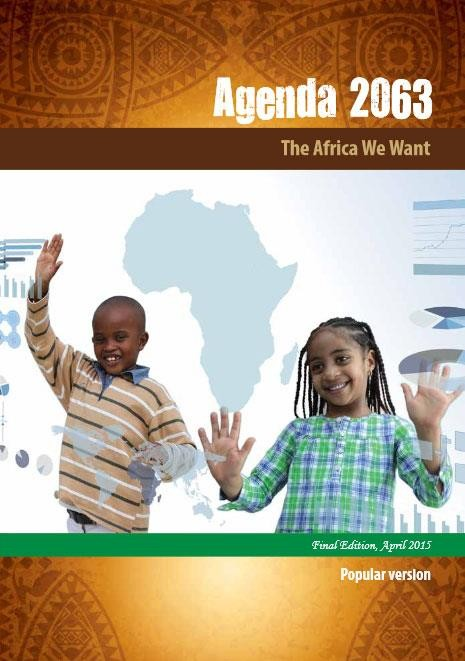 Agenda 2063
The Africa We Want
Final Edition, April 2015
Popular version